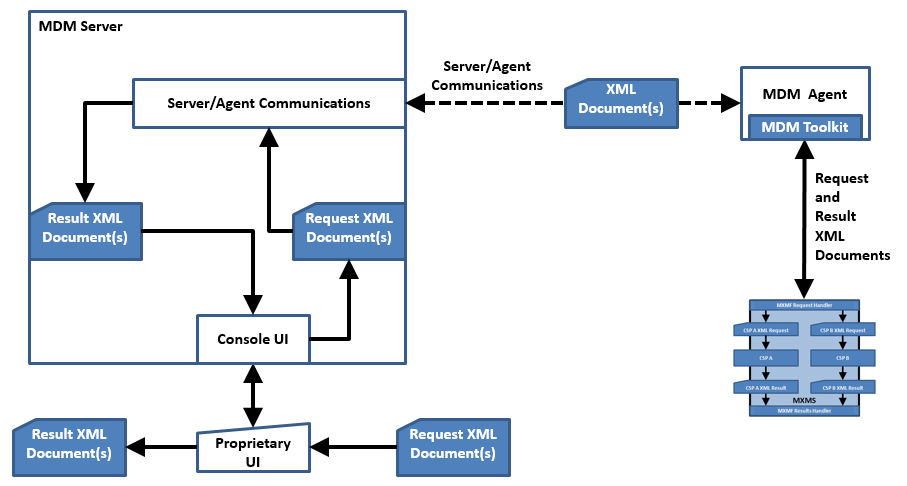 MDM Server
Server/Agent Communications
Server/Agent
Communications
XML
Document(s)
MDM Agent
MDM Toolkit
Result XML
Document(s)
Request XML
Document(s)
Request
and
Result
XML
Documents
Console UI
MXMF Request Handler
CSP A XML Request
CSP B XML Request
CSP A
CSP B
CSP A XML Result
CSP B XML Result
MXMS
MXMF Results Handler
Result XML
Document(s)
Proprietary
UI
Request XML
Document(s)